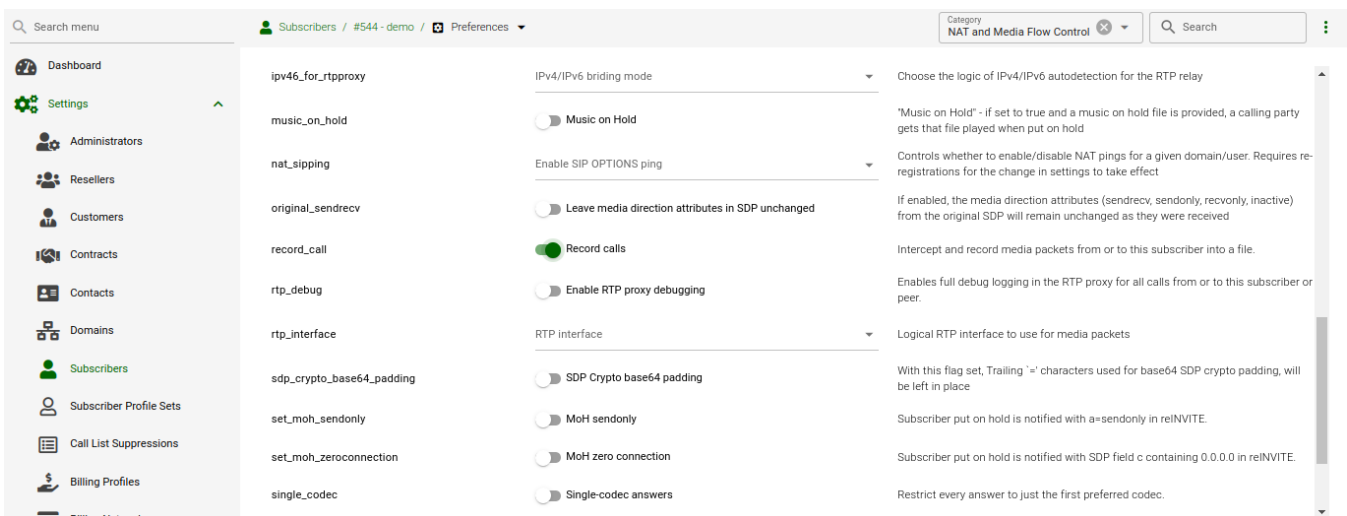 Search menu
Subscribers / #544 - demo / Preferences
Category
NAT and Media Flow Control
Search
Dashboard
Settings
Administrators
Resellers
Customers
Contracts
Contacts
Domains
Subscribers
Subscriber Profile Sets
Call List Suppressions
Billing Profiles
ipv46_for_rtpproxy
IPv4/IPv6 briding mode
Choose the logic of IPv4/IPv6 autodetection for the RTP relay
music_on_hold
Music on Hold
"Music on Hold" - if set to true and a music on hold file is provided, a calling party
gets that file played when put on hold
nat_sipping
Enable SIP OPTIONS ping
Controls whether to enable/disable NAT pings for a given domain/user. Requires re-
registrations for the change in settings to take effect
original_sendrecv
Leave media direction attributes in SDP unchanged
If enabled, the media direction attributes (sendrecv, sendonly, recvonly, inactive)
from the original SDP will remain unchanged as they were received
record_call
Record calls
Intercept and record media packets from or to this subscriber into a file.
rtp_debug
Enable RTP proxy debugging
Enables full debug logging in the RTP proxy for all calls from or to this subscriber or
peer.
rtp_interface
RTP interface
Logical RTP interface to use for media packets
sdp_crypto_base64_padding
SDP Crypto base64 padding
With this flag set, Trailing `=' characters used for base64 SDP crypto padding, will
be left in place
set_moh_sendonly
MoH sendonly
Subscriber put on hold is notified with a=sendonly in reINVITE.
set_moh_zeroconnection
MoH zero connection
Subscriber put on hold is notified with SDP field c containing 0.0.0.0 in reINVITE.
single_codec
Single-codec answers
Restrict every answer to just the first preferred codec.